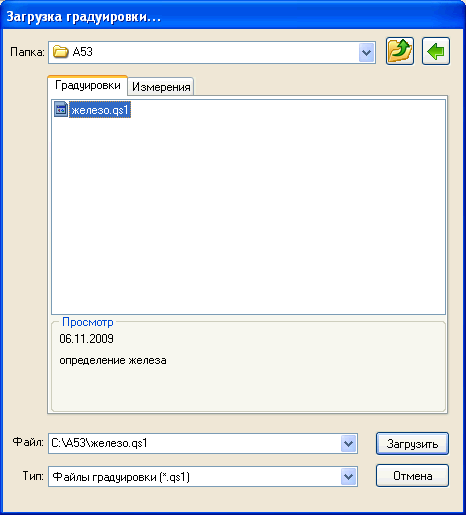 Загрузка градуировки...
Папка: A53
Градуировки Измерения
железо.qs1
Просмотр
06.11.2009
определение железа
Файл: C:\A53\железо.qs1 Загрузить
Тип: Файлы градуировки (*.qs1) Отмена